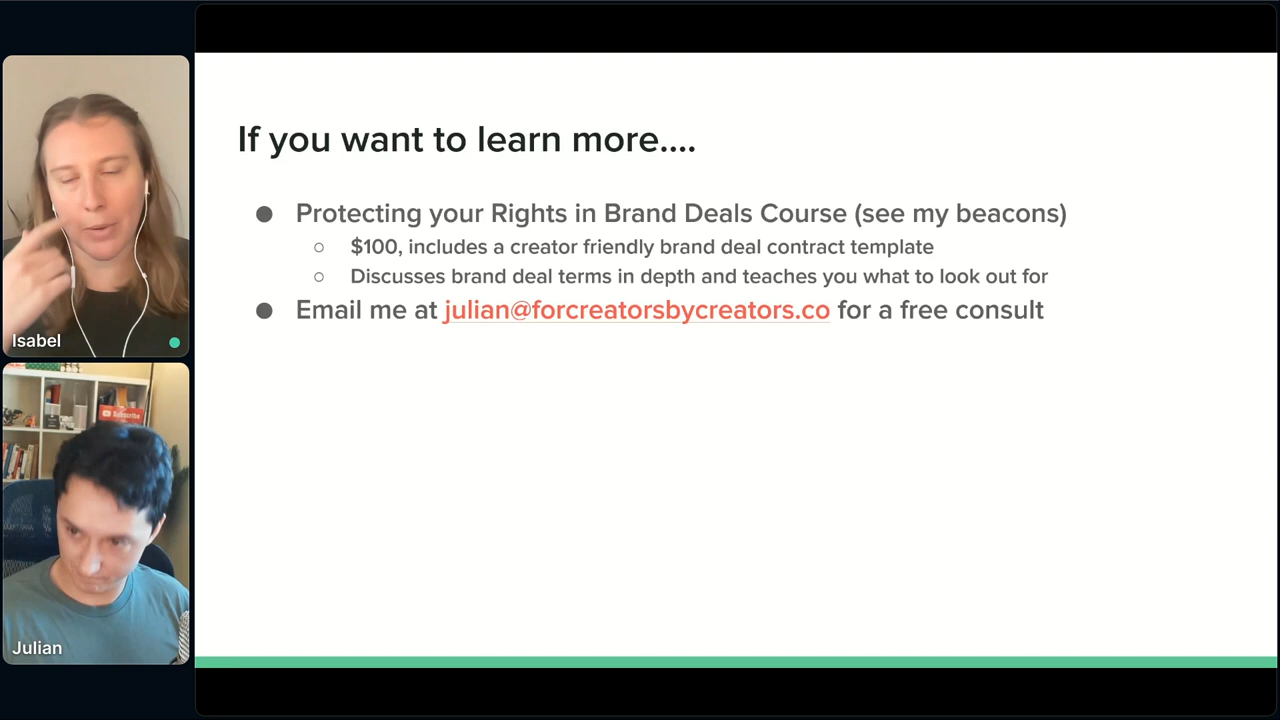 If you want to learn more....
● Protecting your Rights in Brand Deals Course (see my beacons)
○ $100, includes a creator friendly brand deal contract template
○ Discusses brand deal terms in depth and teaches you what to look out for
● Email me at julian@forcreatorsbycreators.co for a free consult
Isabel
Subscribe
Julian